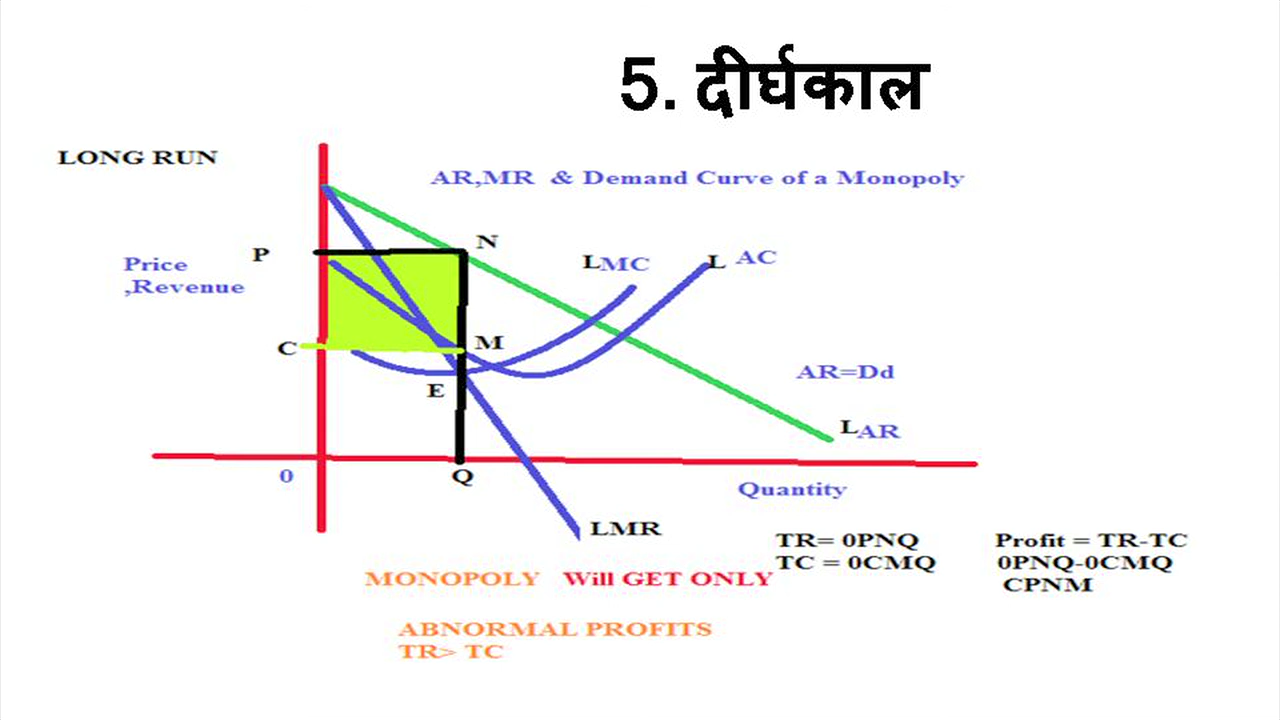 5. दीर्घकाल
LONG RUN
AR,MR & Demand Curve of a Monopoly
P
N
LMC
L AC
Price
,Revenue
C
M
E
AR=Dd
LAR
0
Q
Quantity
LMR
TR= 0PNQ
TC = 0CMQ
Profit = TR-TC
0PNQ-0CMQ
CPNM
MONOPOLY Will GET ONLY
ABNORMAL PROFITS
TR> TC